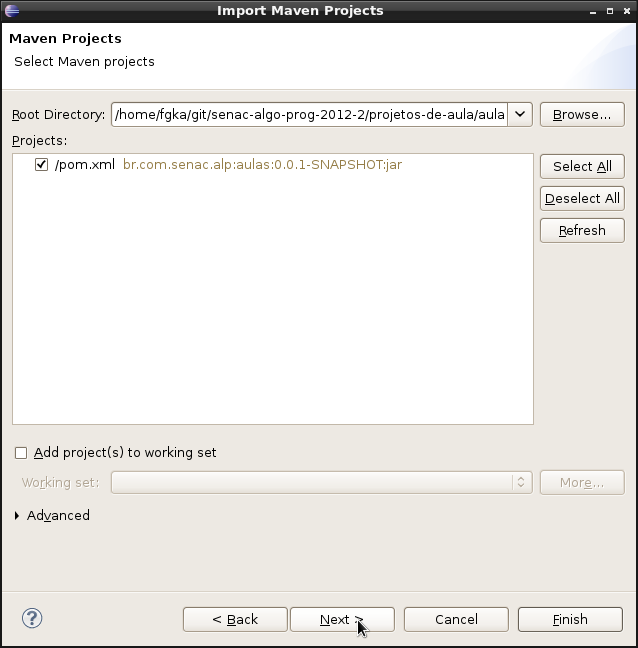 Import Maven Projects
Maven Projects
Select Maven projects
Root Directory: /home/fgka/git/senac-algo-prog-2012-2/projetos-de-aula/aula Browse...
Projects:
/pom.xml br.com.senac.alp:aulas:0.0.1-SNAPSHOT:jar
Select All
Deselect All
Refresh
Add project(s) to working set
Working set: More...
Advanced
? < Back Next > Cancel Finish